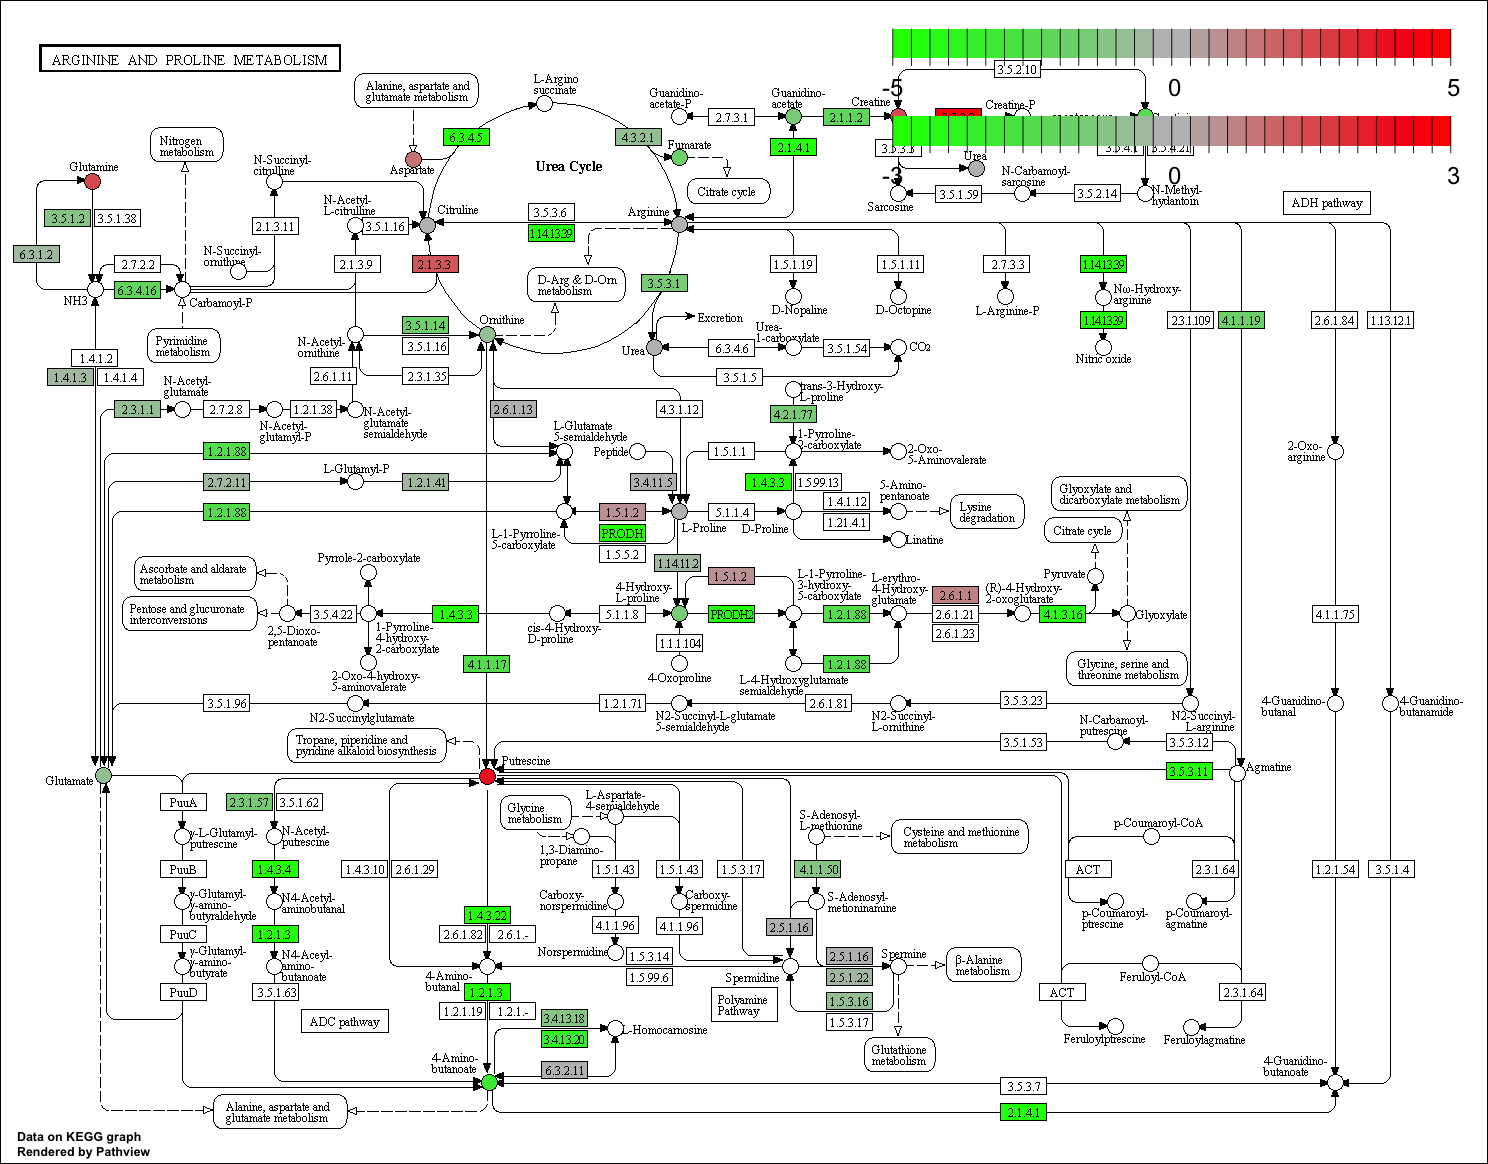 ARGININE AND PROLINE METABOLISM
-5
0
5
-3
0
3
3.5.2.10
Alanine, aspartate and
glutamate metabolism
L-Argino
succinate
Guanidino-
acetate-P
2.7.3.1
Guanidino-
acetate
2.1.1.2
Creatine
Creatine-P
6.3.4.5
4.3.2.1
Fumarate
2.1.4.1
3.5.3.3
3.5.4.1
3.5.4.21
Nitrogen
metabolism
Aspartate
Urea Cycle
Citrate cycle
Urea
Glutamine
N-Succinyl-
citrulline
Sarcosine
3.5.1.59
N-Carbamoyl-
sarcosine
3.5.2.14
N-Methyl-
hydantoin
ADH pathway
3.5.1.2
3.5.1.38
2.1.3.11
N-Acetyl-
L-citrulline
3.5.1.16
Citruline
3.5.3.6
1.14.13.39
Arginine
6.3.1.2
2.7.2.2
N-Succinyl-
ornithine
2.1.3.9
2.1.3.3
D-Arg & D-Orn
metabolism
3.5.3.1
1.5.1.19
1.5.1.11
2.7.3.3
1.14.13.39
NH3
6.3.4.16
Carbamoyl-P
D-Nopaline
D-Octopine
L-Arginine-P
Nω-Hydroxy-
arginine
Pyrimidine
metabolism
N-Acetyl-
ornithine
3.5.1.14
3.5.1.16
Ornithine
Excretion
Urea
Urea-
1-carboxylate
6.3.4.6
3.5.1.54
CO2
1.14.13.39
Nitric oxide
2.3.1.109
4.1.1.19
2.6.1.84
1.13.12.1
1.4.1.2
1.4.1.3
1.4.1.4
2.6.1.11
2.3.1.35
3.5.1.5
N-Acetyl-
glutamate
2.3.1.1
2.7.2.8
N-Acetyl-
glutamyl-P
1.2.1.38
N-Acetyl-
glutamate
semialdehyde
2.6.1.13
4.3.1.12
trans-3-Hydroxy-
L-proline
4.2.1.77
1.2.1.88
L-Glutamate
5-semialdehyde
Peptide
1.5.1.1
1-Pyrroline-
2-carboxylate
2-Oxo-
5-Aminovalerate
2-Oxo-
arginine
2.7.2.11
L-Glutamyl-P
1.2.1.41
3.4.11.5
1.4.3.3
1.5.99.13
1.4.1.12
1.21.4.1
5-Amino-
pentanoate
Lysine
degradation
Glyoxylate and
dicarboxylate metabolism
1.2.1.88
L-1-Pyrroline-
5-carboxylate
1.5.1.2
PRODH
1.5.5.2
L-Proline
5.1.1.4
D-Proline
Linatine
Citrate cycle
Ascorbate and aldarate
metabolism
Pyrrole-2-carboxylate
1.14.11.2
1.5.1.2
L-1-Pyrroline-
3-hydroxy-
5-carboxylate
L-erythro-
4-Hydroxy-
glutamate
2.6.1.1
2.6.1.21
2.6.1.23
(R)-4-Hydroxy-
2-oxoglutarate
Pyruvate
Pentose and glucuronate
interconversions
2,5-Dioxo-
pentanoate
3.5.4.22
1-Pyrroline-
4-hydroxy-
2-carboxylate
1.4.3.3
cis-4-Hydroxy-
D-proline
5.1.1.8
4-Hydroxy-
L-proline
PRODH2
1.2.1.88
4.1.3.16
Glyoxylate
4.1.1.75
1.1.1.104
4-Oxoproline
2-Oxo-4-hydroxy-
5-aminovalerate
4.1.1.17
L-4-Hydroxyglutamate
semialdehyde
1.2.1.88
Glycine, serine and
threonine metabolism
3.5.1.96
N2-Succinylglutamate
1.2.1.71
N2-Succinyl-L-glutamate
5-semialdehyde
2.6.1.81
N2-Succinyl-
L-ornithine
3.5.3.23
N2-Succinyl-
L-arginine
4-Guanidino-
butanal
4-Guanidino-
butanamide
Tropane, piperidine and
pyridine alkaloid biosynthesis
3.5.1.53
N-Carbamoyl-
putrescine
3.5.3.12
Glutamate
Putrescine
3.5.3.11
Agmatine
PuuA
2.3.1.57
3.5.1.62
Glycine
metabolism
L-Aspartate-
4-semialdehyde
S-Adenosyl-
L-methionine
Cysteine and methionine
metabolism
p-Coumaroyl-CoA
γ-L-Glutamyl-
putrescine
N-Acetyl-
putrescine
1,3-Diamino-
propane
PuuB
1.4.3.4
1.4.3.10
2.6.1.29
1.5.1.43
1.5.1.43
1.5.3.17
4.1.1.50
ACT
2.3.1.64
1.2.1.54
3.5.1.4
γ-Glutamyl-
γ-amino-
butyraldehyde
N4-Acetyl-
aminobutanal
Carboxy-
norspermidine
Carboxy-
spermidine
S-Adenosyl-
metioninamine
p-Coumaroyl-
ptrescine
p-Coumaroyl-
agmatine
PuuC
1.2.1.3
1.4.3.22
2.6.1.82
2.6.1.-
4.1.1.96
4.1.1.96
2.5.1.16
γ-Glutamyl-
γ-amino-
butyrate
N4-Aceyl-
amino-
butanoate
Norspermidine
1.5.3.14
1.5.99.6
Spermidine
2.5.1.16
2.5.1.22
Spermine
β-Alanine
metabolism
Feruloyl-CoA
PuuD
3.5.1.63
4-Amino-
butanal
1.2.1.3
1.2.1.19
1.2.1.-
Polyamine
Pathway
1.5.3.16
1.5.3.17
ACT
2.3.1.64
ADC pathway
3.4.13.18
3.4.13.20
L-Homocarnosine
Glutathione
metabolism
Feruloylptrescine
Feruloylagmatine
4-Amino-
butanoate
6.3.2.11
3.5.3.7
4-Guanidino-
butanoate
Alanine, aspartate and
glutamate metabolism
2.1.4.1
Data on KEGG graph
Rendered by Pathview